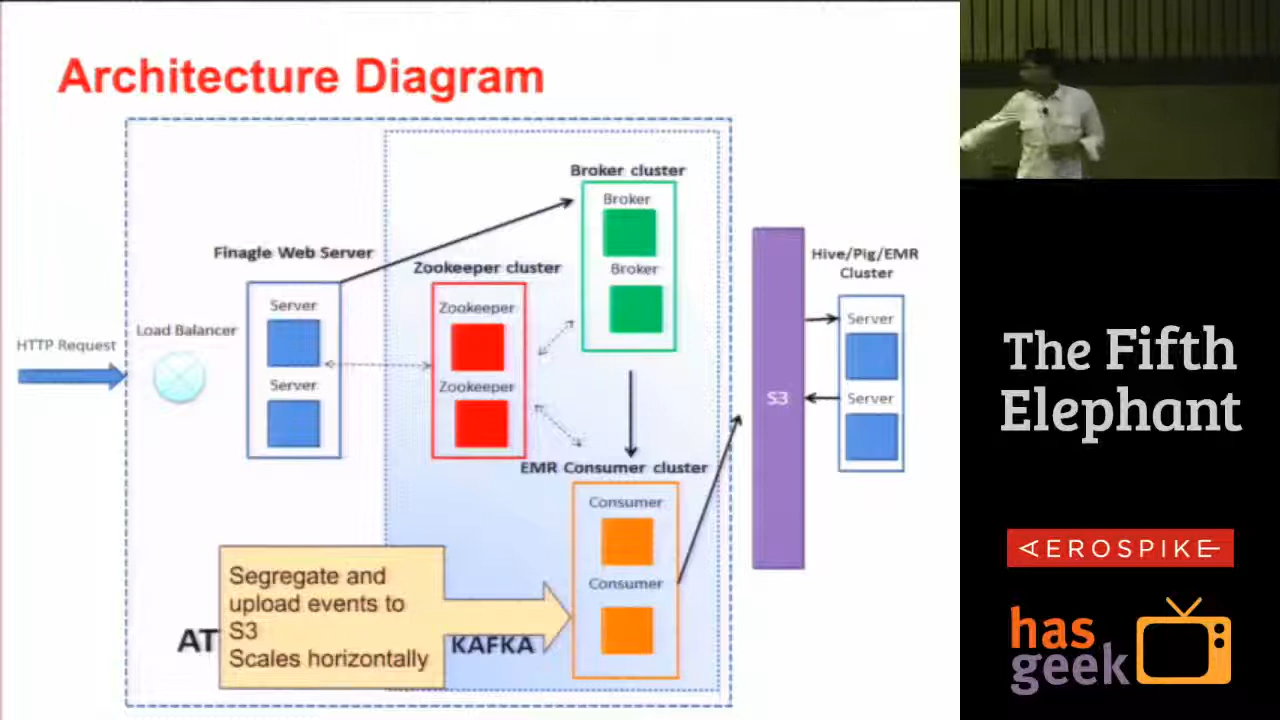 Architecture Diagram
Broker cluster
Broker
Broker
Finagle Web Server
Server
Server
Zookeeper cluster
Zookeeper
Zookeeper
Load Balancer
HTTP Request
EMR Consumer cluster
Consumer
Consumer
S3
Hive/Pig/EMR
Cluster
Server
Server
Segregate and
upload events to
S3
Scales horizontally
AT
KAFKA
The Fifth
Elephant
AEROSPIKE
has
geek